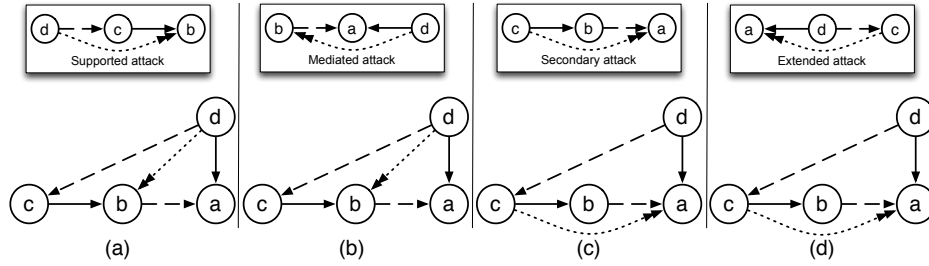 d c b
Supported attack
b a d
Mediated attack
c b a
Secondary attack
a d c
Extended attack
d
c b a
(a)
d
c b a
(b)
d
c b a
(c)
d
c b a
(d)